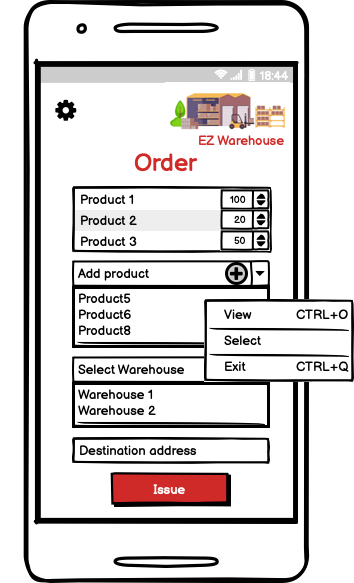 18:44
EZ Warehouse
Order
Product 1 100
Product 2 20
Product 3 50
Add product
Product5
Product6
Product8
View CTRL+O
Select
Exit CTRL+Q
Select Warehouse
Warehouse 1
Warehouse 2
Destination address
Issue